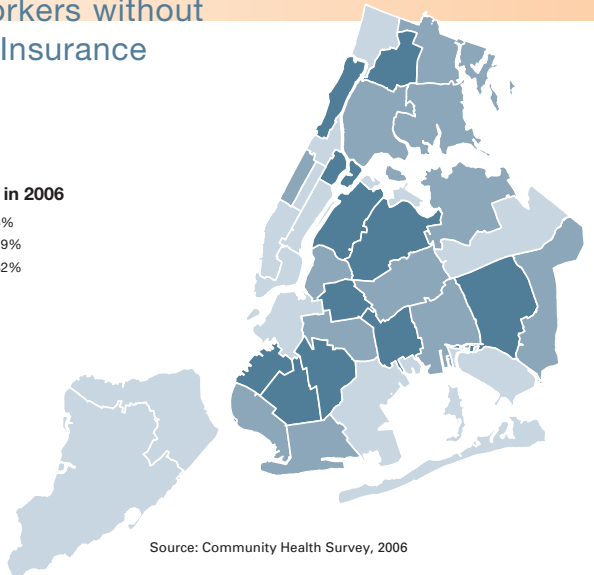 orkers without
Insurance
in 2006
%
9%
2%
Source: Community Health Survey, 2006